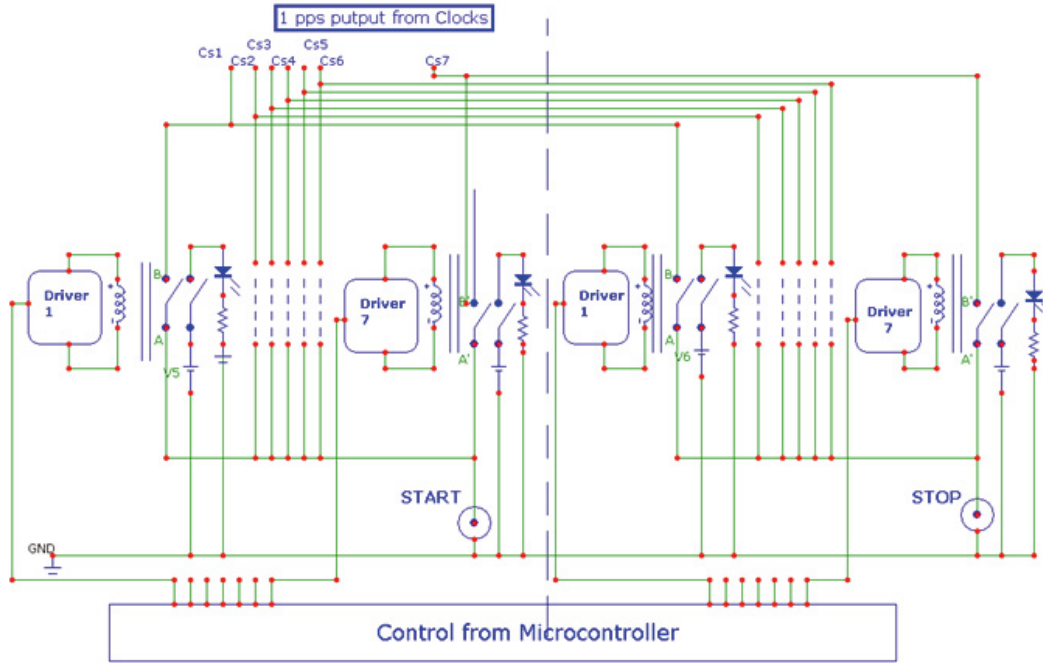 1 pps putput from Clocks
Cs1
Cs2
Cs3
Cs4
Cs5
Cs6
Cs7
Driver 1
B
A
V5
Driver 7
B'
A'
Driver 1
B
A
V6
Driver 7
B'
A'
START
STOP
GND
Control from Microcontroller